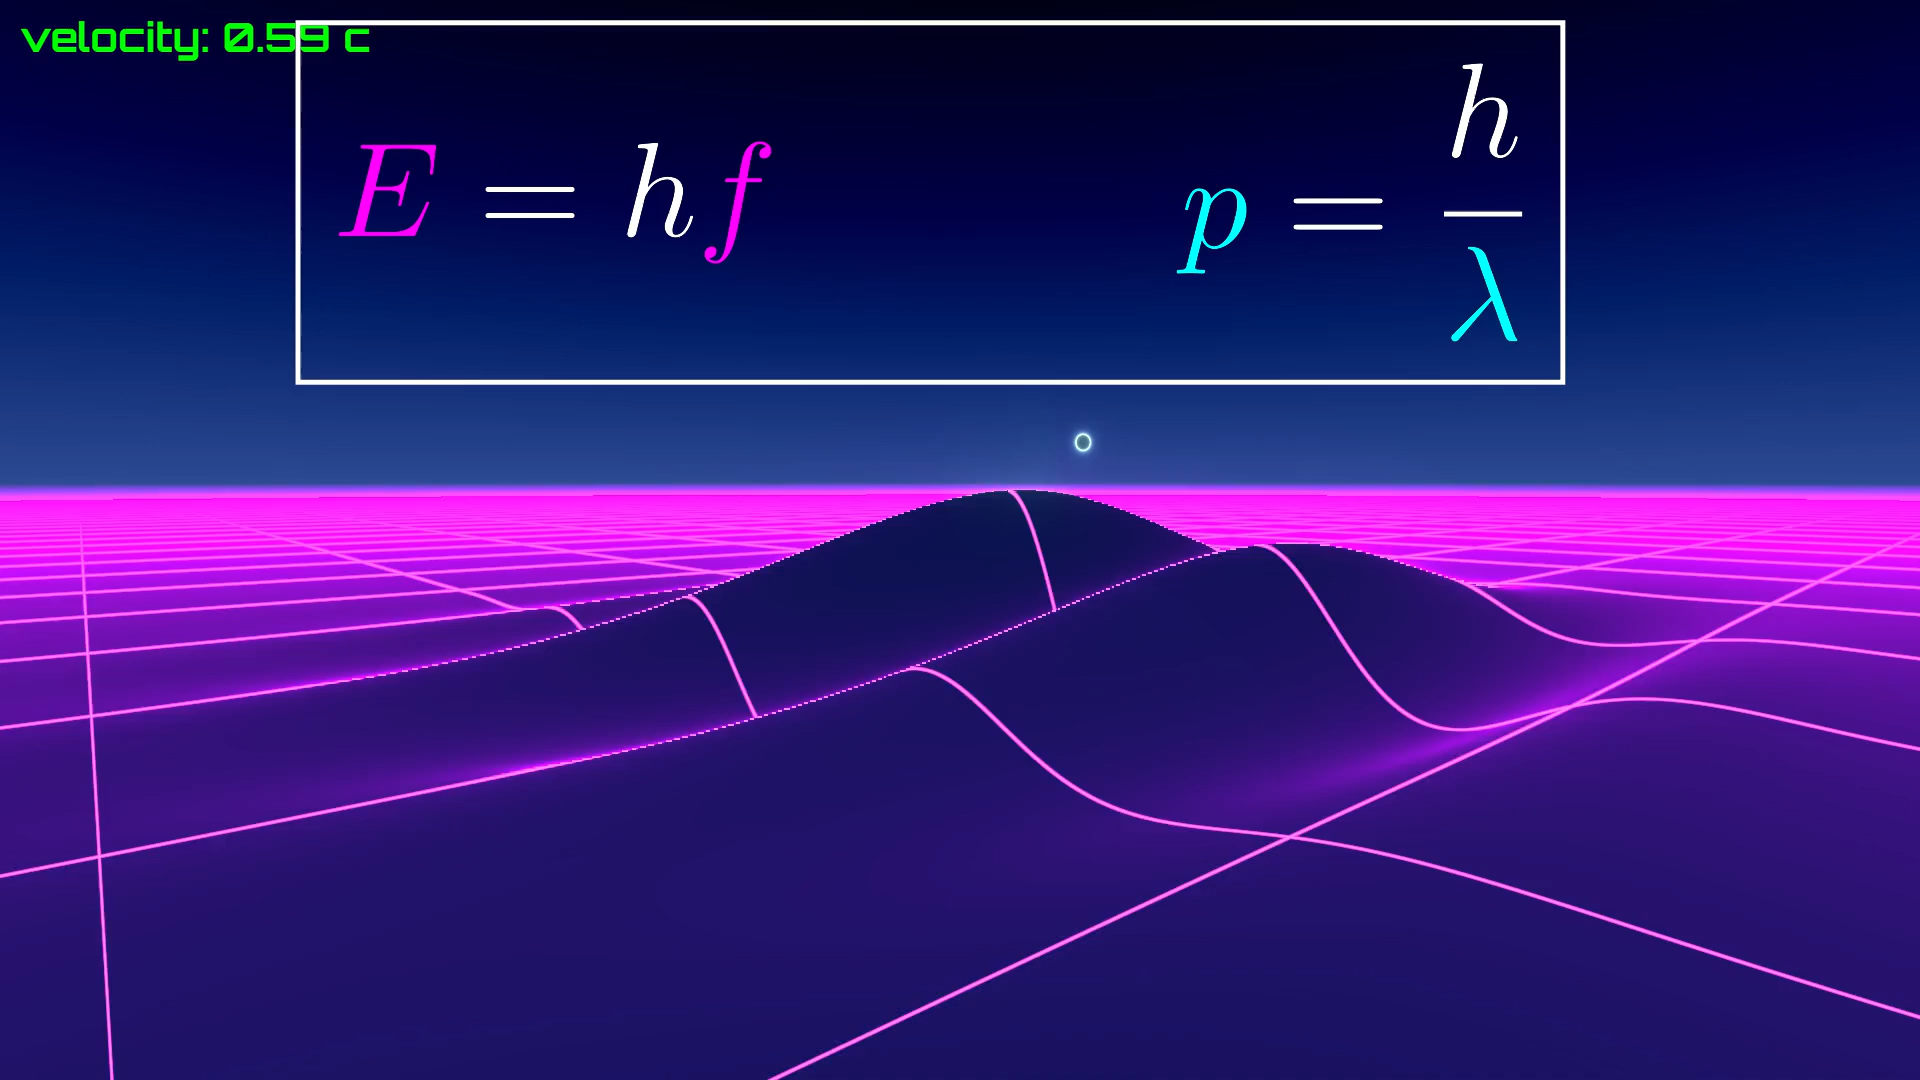 velocity: 0.59 c
E = hf
p = h/λ